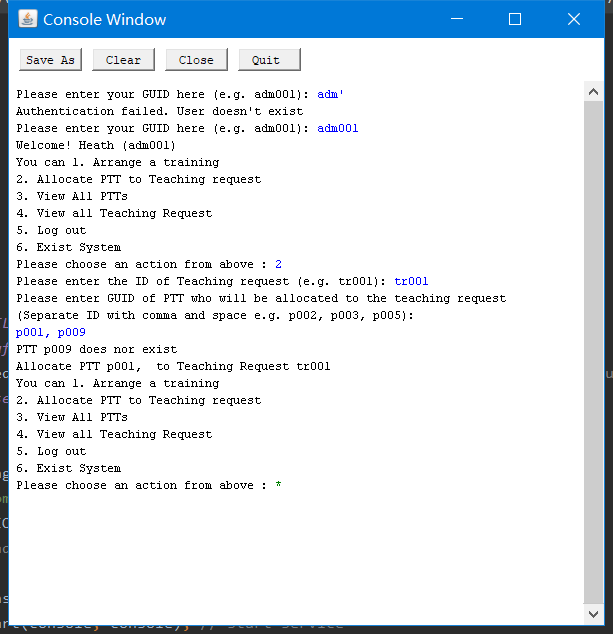 Console Window
Save As Clear Close Quit
Please enter your GUID here (e.g. adm001): adm'
Authentication failed. User doesn't exist
Please enter your GUID here (e.g. adm001): adm001
Welcome! Heath (adm001)
You can 1. Arrange a training
2. Allocate PTT to Teaching request
3. View All PTTs
4. View all Teaching Request
5. Log out
6. Exist System
Please choose an action from above : 2
Please enter the ID of Teaching request (e.g. tr001): tr001
Please enter GUID of PTT who will be allocated to the teaching request
(Separate ID with comma and space e.g. p002, p003, p005):
p001, p009
PTT p009 does nor exist
Allocate PTT p001,  to Teaching Request tr001
You can 1. Arrange a training
2. Allocate PTT to Teaching request
3. View All PTTs
4. View all Teaching Request
5. Log out
6. Exist System
Please choose an action from above : *